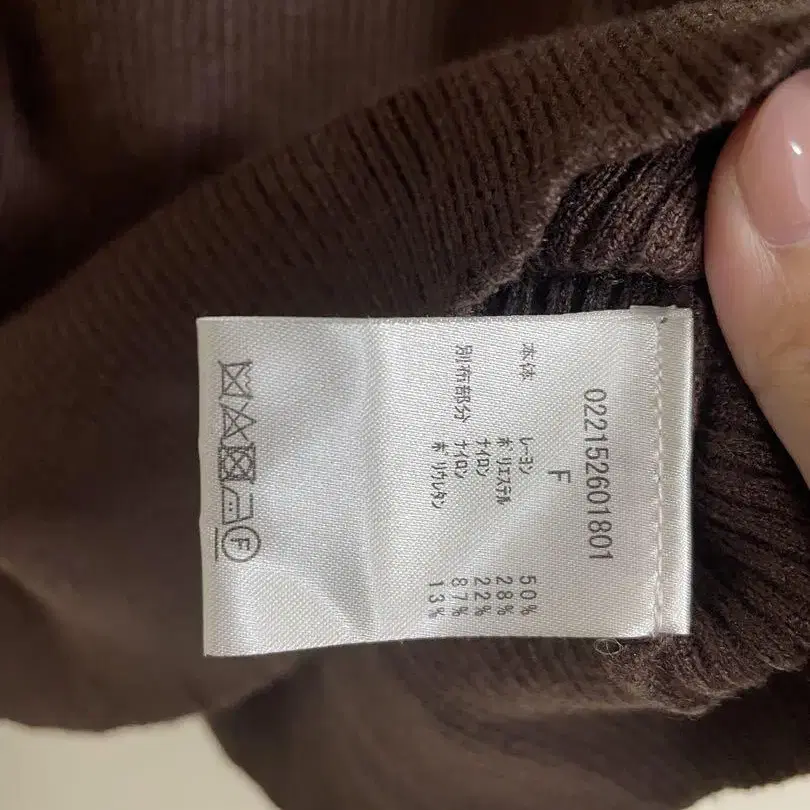 022152601801
F
本体 レーヨン 50%
ポリエステル 28%
ナイロン 22%
別布部分 ナイロン 87%
ポリウレタン 13%
F